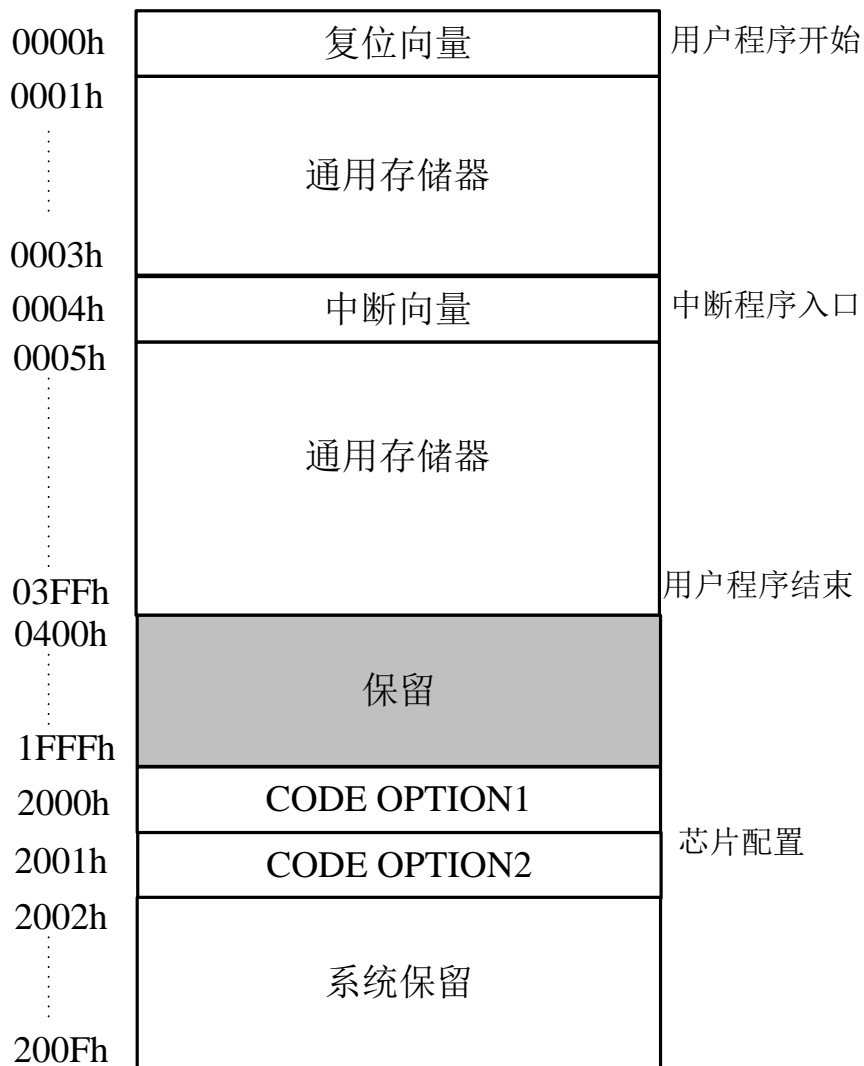 0000h 复位向量 用户程序开始
0001h
通用存储器
0003h
0004h 中断向量 中断程序入口
0005h
通用存储器
03FFh 用户程序结束
0400h
保留
1FFFh
2000h CODE OPTION1
芯片配置
2001h CODE OPTION2
2002h
系统保留
200Fh